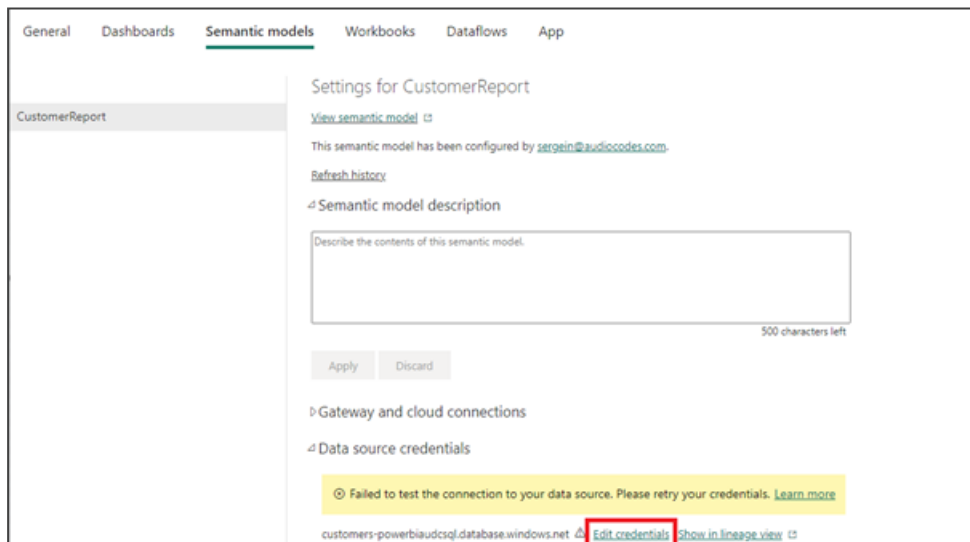 General Dashboards Semantic models Workbooks Dataflows App
Settings for CustomerReport
CustomerReport
View semantic model
This semantic model has been configured by sergein@audiocodes.com.
Refresh history
Semantic model description
Describe the contents of this semantic model.
500 characters left
Apply Discard
Gateway and cloud connections
Data source credentials
Failed to test the connection to your data source. Please retry your credentials. Learn more
customers-powerbiaudcsql.database.windows.net Edit credentials Show in lineage view